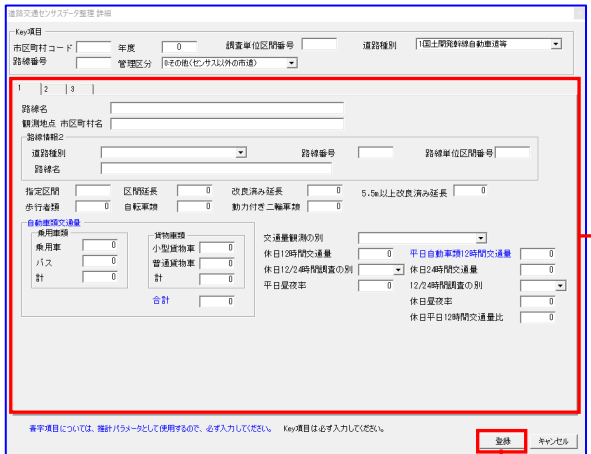 道路交通センサスデータ整理 詳細
Key項目
市区町村コード 年度 0 調査単位区間番号 道路種別 1国土開発幹線自動車道等
路線番号 管理区分 0その他(センサス以外の市道)
1 2 3
路線名
観測地点 市区町村名
路線情報2
道路種別 路線番号 路線単位区間番号
路線名
指定区間 区間延長 0 改良済み延長 0 5.5m以上改良済み延長 0
歩行者類 0 自転車類 0 動力付き二輪車類 0
自動車類交通量
乗用車類 貨物車類
乗用車 0 小型貨物車 0
バス 0 普通貨物車 0
計 0 計 0
合計 0
交通量観測の別
休日12時間交通量 0 平日自動車類12時間交通量 0
休日12/24時間調査の別 休日24時間交通量 0
平日昼夜率 0 12/24時間調査の別
休日昼夜率 0
休日平日12時間交通量比 0
青字項目については、推計パラメータとして使用するので、必ず入力してください。 Key項目は必ず入力してください。
登録 キャンセル